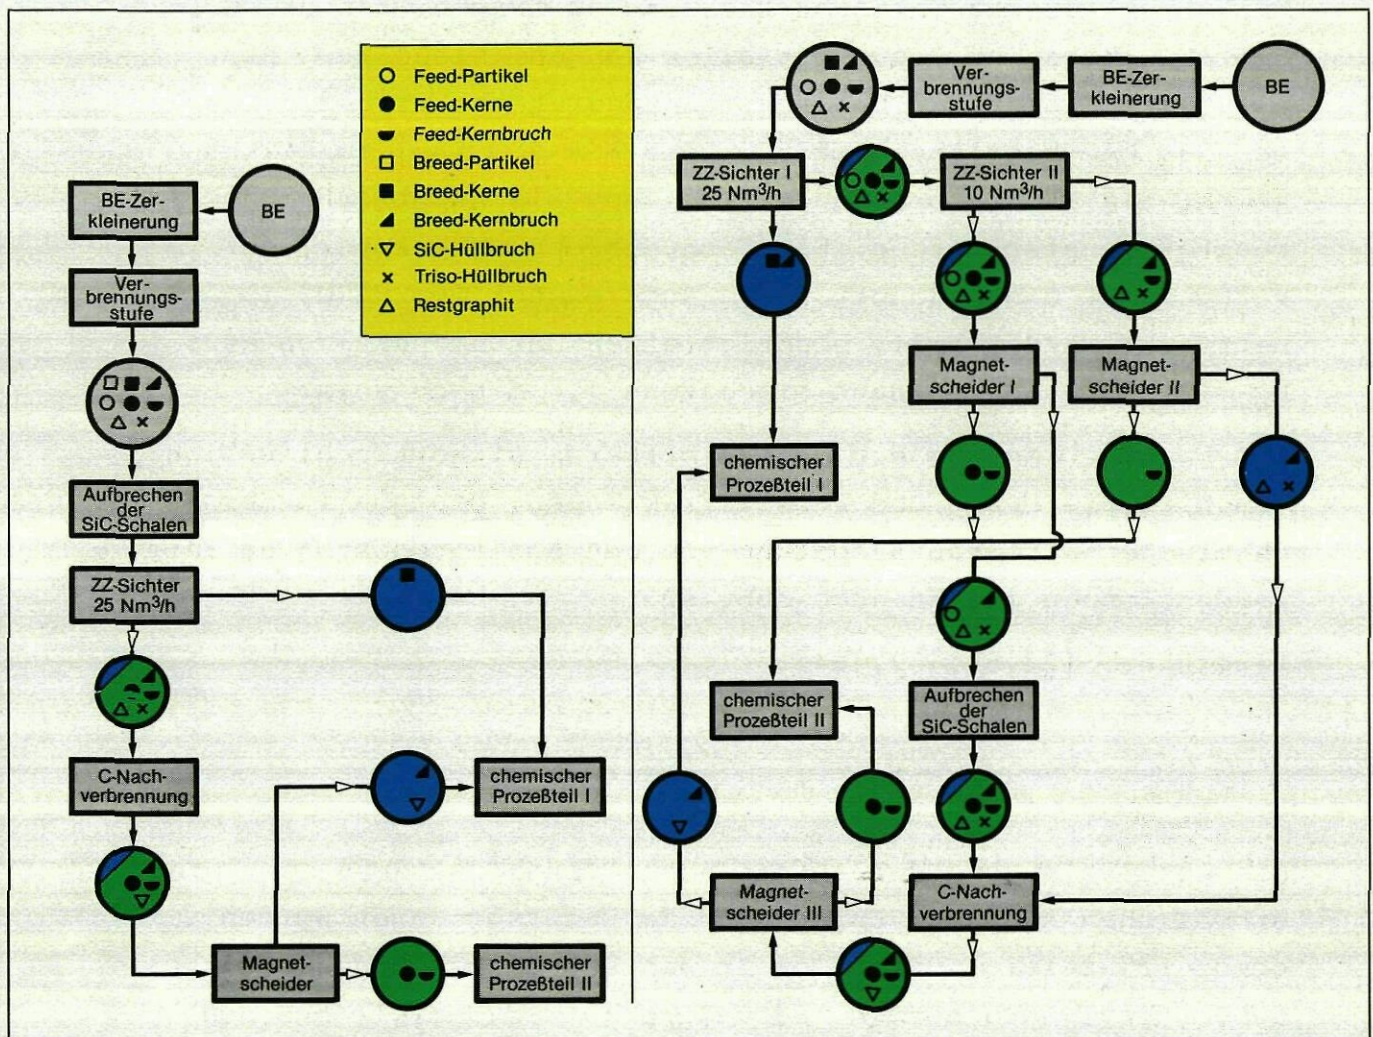 BE-Zer-
kleinerung
BE
Ver-
brennungs-
stufe
Aufbrechen
der
SiC-Schalen
ZZ-Sichter
25 Nm³/h
C-Nach-
verbrennung
Magnet-
scheider
chemischer
Prozeßteil I
chemischer
Prozeßteil II
Feed-Partikel
Feed-Kerne
Feed-Kernbruch
Breed-Partikel
Breed-Kerne
Breed-Kernbruch
SiC-Hüllbruch
Triso-Hüllbruch
Restgraphit
Ver-
brennungs-
stufe
BE-Zer-
kleinerung
BE
ZZ-Sichter I
25 Nm³/h
ZZ-Sichter II
10 Nm³/h
Magnet-
scheider I
Magnet-
scheider II
chemischer
Prozeßteil I
chemischer
Prozeßteil II
Aufbrechen
der
SiC-Schalen
Magnet-
scheider III
C-Nach-
verbrennung